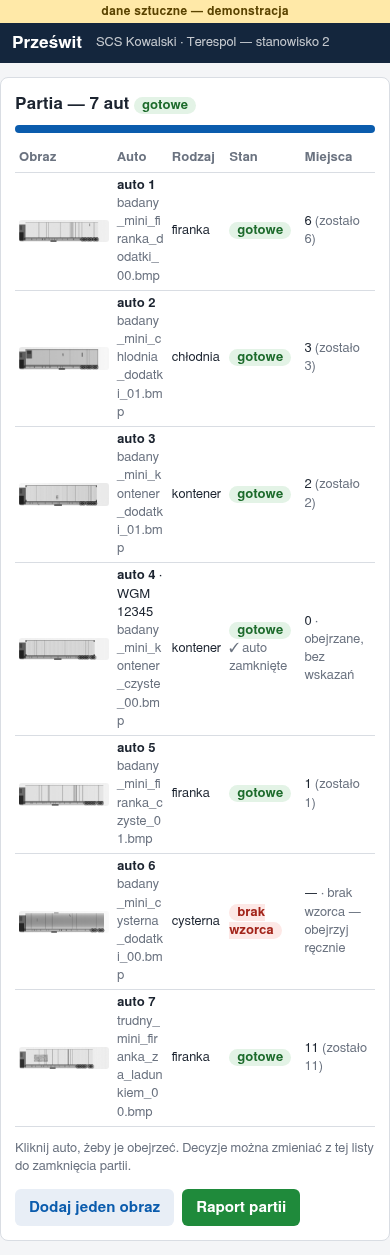 dane sztuczne — demonstracja
Prześwit SCS Kowalski · Terespol — stanowisko 2
Partia — 7 aut gotowe
Obraz Auto Rodzaj Stan Miejsca
auto 1
badany
_mini_fi
ranka_d
odatki_
00.bmp
firanka
gotowe
6 (zostało
6)
auto 2
badany
_mini_c
hlodnia
_dodatk
i_01.bm
p
chłodnia
gotowe
3 (zostało
3)
auto 3
badany
_mini_k
ontener
_dodatk
i_01.bm
p
kontener
gotowe
2 (zostało
2)
auto 4 ·
WGM
12345
badany
_mini_k
ontener
_czyste
_00.bm
p
kontener
gotowe
✓ auto
zamknięte
0 ·
obejrzane,
bez
wskazań
auto 5
badany
_mini_fi
ranka_c
zyste_0
1.bmp
firanka
gotowe
1 (zostało
1)
auto 6
badany
_mini_c
ysterna
_dodatk
i_00.bm
p
cysterna
brak
wzorca
— · brak
wzorca —
obejrzyj
ręcznie
auto 7
trudny_
mini_fir
anka_z
a_ladun
kiem_0
0.bmp
firanka
gotowe
11 (zostało
11)
Kliknij auto, żeby je obejrzeć. Decyzje można zmieniać z tej listy
do zamknięcia partii.
Dodaj jeden obraz Raport partii